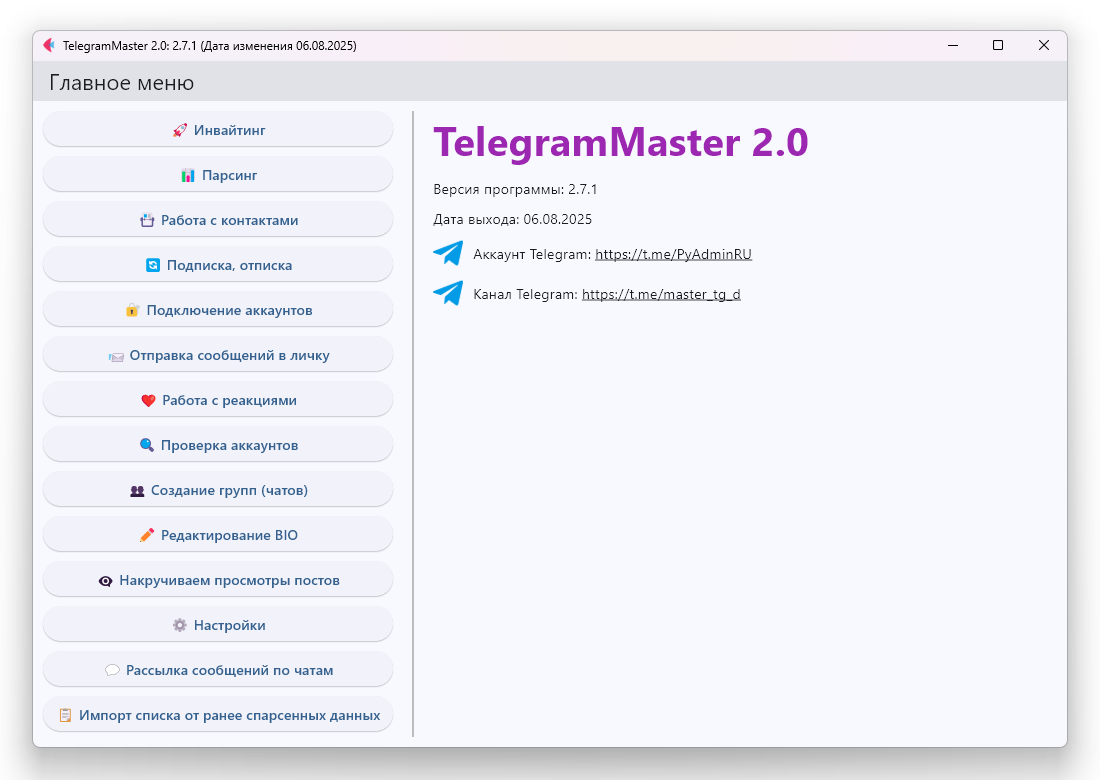 TelegramMaster 2.0: 2.7.1 (Дата изменения 06.08.2025)
Главное меню
🚀 Инвайтинг
📊 Парсинг
📇 Работа с контактами
🔄 Подписка, отписка
🔐 Подключение аккаунтов
📨 Отправка сообщений в личку
❤️ Работа с реакциями
🔍 Проверка аккаунтов
👥 Создание групп (чатов)
✏️ Редактирование BIO
👁️‍🗨️ Накручиваем просмотры постов
⚙️ Настройки
💬 Рассылка сообщений по чатам
📋 Импорт списка от ранее спарсенных данных
TelegramMaster 2.0
Версия программы: 2.7.1
Дата выхода: 06.08.2025
Аккаунт Telegram: https://t.me/PyAdminRU
Канал Telegram: https://t.me/master_tg_d